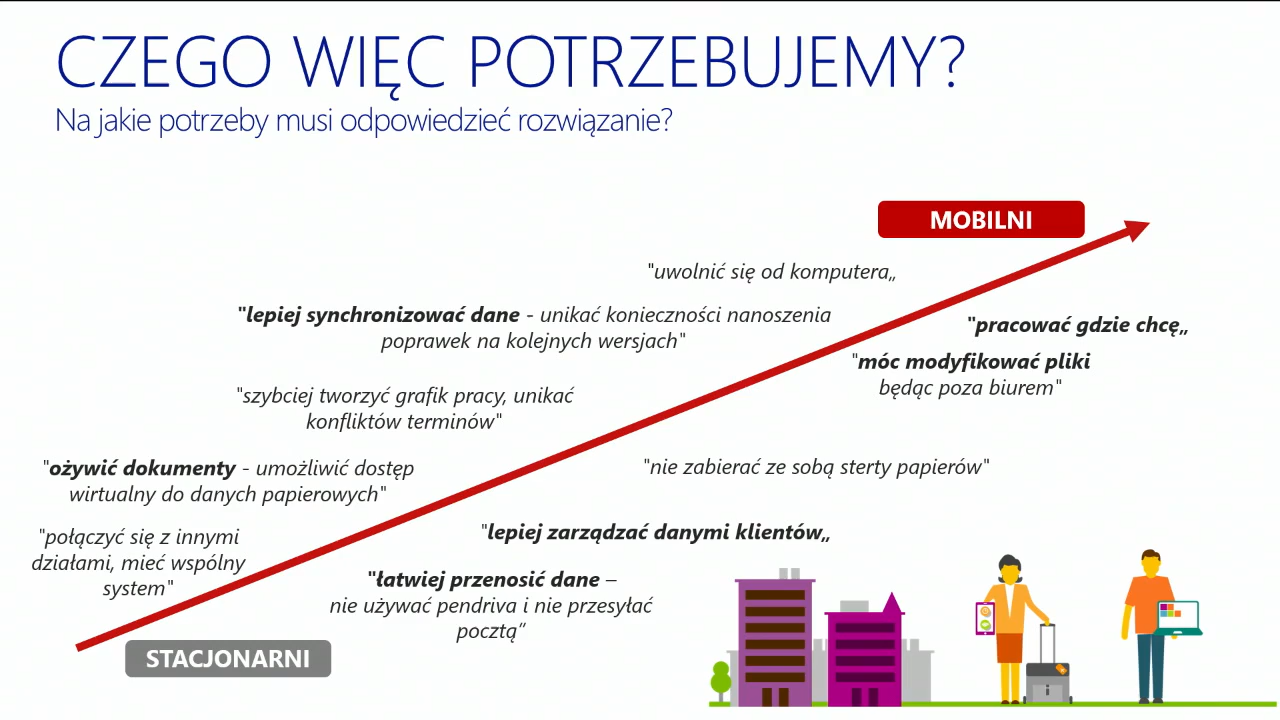 CZEGO WIĘC POTRZEBUJEMY?
Na jakie potrzeby musi odpowiedzieć rozwiązanie?
MOBILNI
"uwolnić się od komputera„
"lepiej synchronizować dane - unikać konieczności nanoszenia
poprawek na kolejnych wersjach"
"pracować gdzie chcę„
"móc modyfikować pliki
będąc poza biurem"
"szybciej tworzyć grafik pracy, unikać
konfliktów terminów"
"ożywić dokumenty - umożliwić dostęp
wirtualny do danych papierowych"
"nie zabierać ze sobą sterty papierów"
"połączyć się z innymi
działami, mieć wspólny
system"
"lepiej zarządzać danymi klientów„
"łatwiej przenosić dane –
nie używać pendriva i nie przesyłać
pocztą”
STACJONARNI